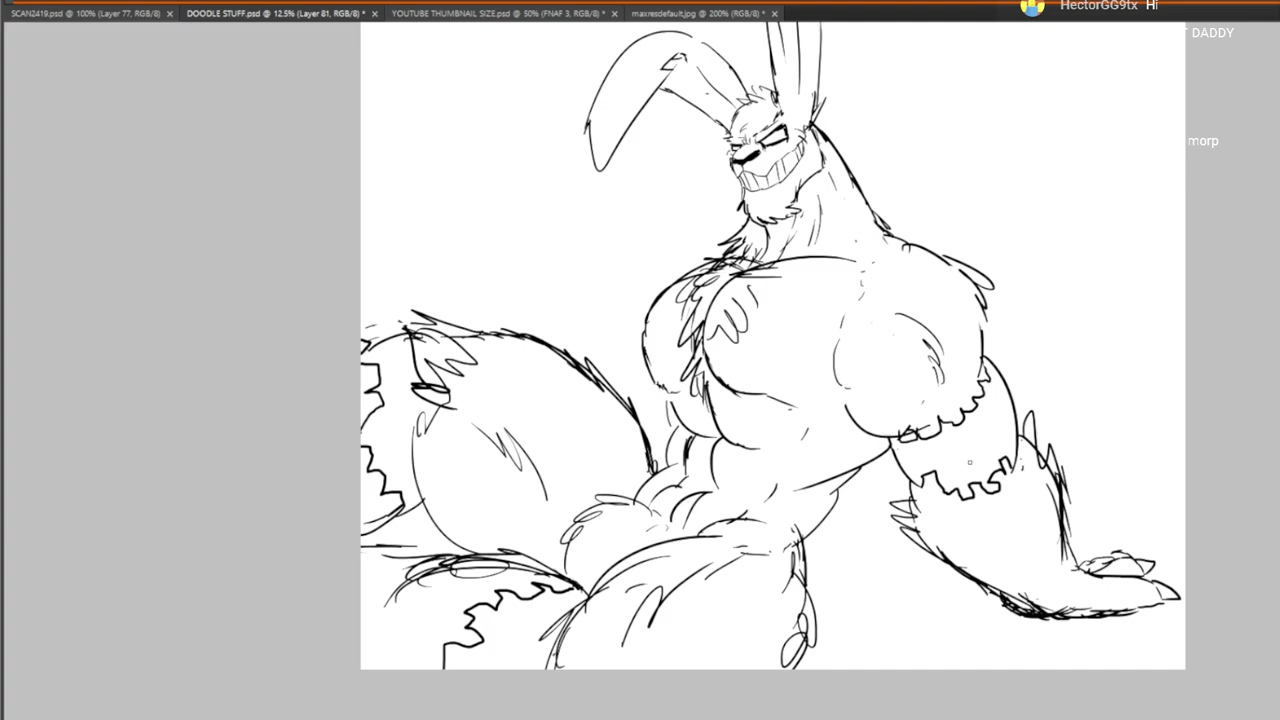 HectorGG9tx Hi
SCAN2419.psd @ 100% (Layer 77, RGB/8) × DOODLE STUFF.psd @ 12.5% (Layer 81, RGB/8) * × YOUTUBE THUMBNAIL SIZE.psd @ 50% (FNAF 3, RGB/8) * × maxresdefault.jpg @ 200% (RGB/8) * ×
DADDY
morp